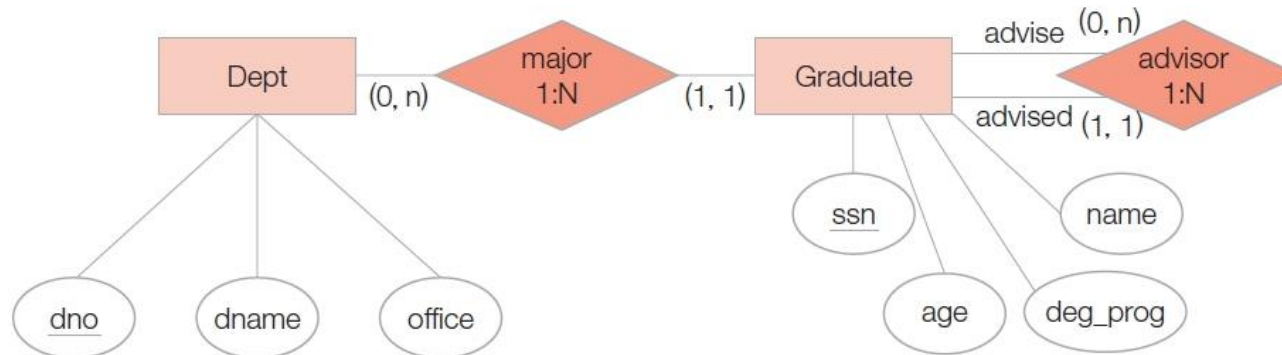 Dept
(0, n)
major
1:N
(1, 1)
Graduate
advise
(0, n)
advised
(1, 1)
advisor
1:N
dno
dname
office
ssn
age
deg_prog
name